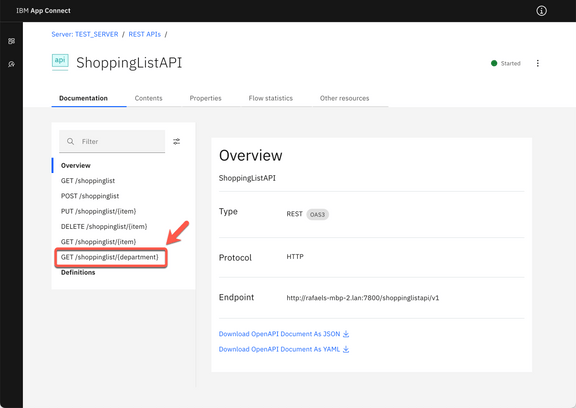 IBM App Connect
Server: TEST_SERVER / REST APIs /
api
ShoppingListAPI
Started
Documentation Contents Properties Flow statistics Other resources
Filter
Overview
GET /shoppinglist
POST /shoppinglist
PUT /shoppinglist/{item}
DELETE /shoppinglist/{item}
GET /shoppinglist/{item}
GET /shoppinglist/{department}
Definitions
Overview
ShoppingListAPI
Type REST OAS3
Protocol HTTP
Endpoint http://rafaels-mbp-2.lan:7800/shoppinglistapi/v1
Download OpenAPI Document As JSON
Download OpenAPI Document As YAML